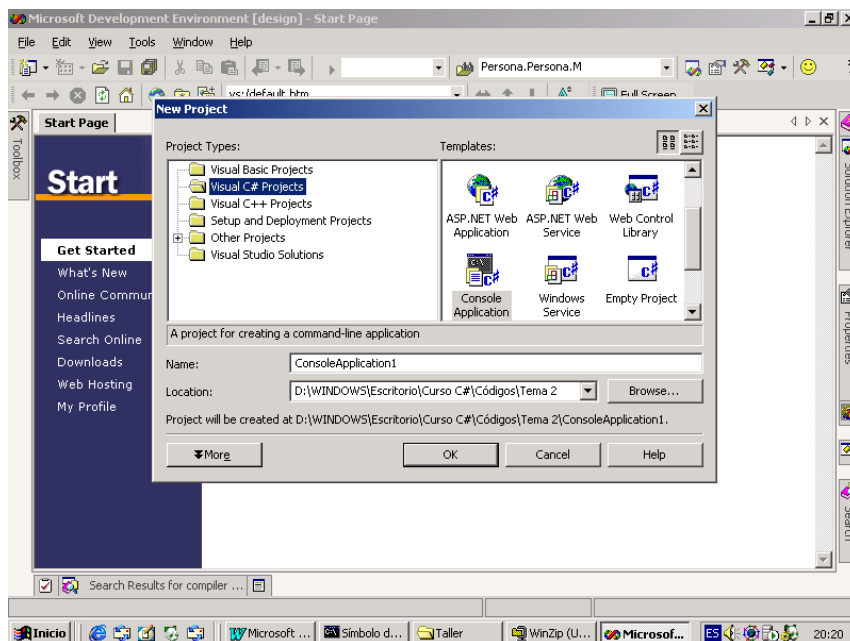 Microsoft Development Environment [design] - Start Page
File Edit View Tools Window Help
Persona.Persona.M
vs:/default.htm Full Screen
Toolbox
Start Page
Start
Get Started
What's New
Online Commun
Headlines
Search Online
Downloads
Web Hosting
My Profile
New Project
Project Types:
Visual Basic Projects
Visual C# Projects
Visual C++ Projects
Setup and Deployment Projects
Other Projects
Visual Studio Solutions
Templates:
ASP.NET Web Application
ASP.NET Web Service
Web Control Library
Console Application
Windows Service
Empty Project
A project for creating a command-line application
Name: ConsoleApplication1
Location: D:\WINDOWS\Escritorio\Curso C#\Códigos\Tema 2 Browse...
Project will be created at D:\WINDOWS\Escritorio\Curso C#\Códigos\Tema 2\ConsoleApplication1.
More OK Cancel Help
Solution Explorer
Properties
Search
Search Results for compiler ...
Inicio Microsoft ... Símbolo d... Taller WinZip (U... Microsof... ES 20:20